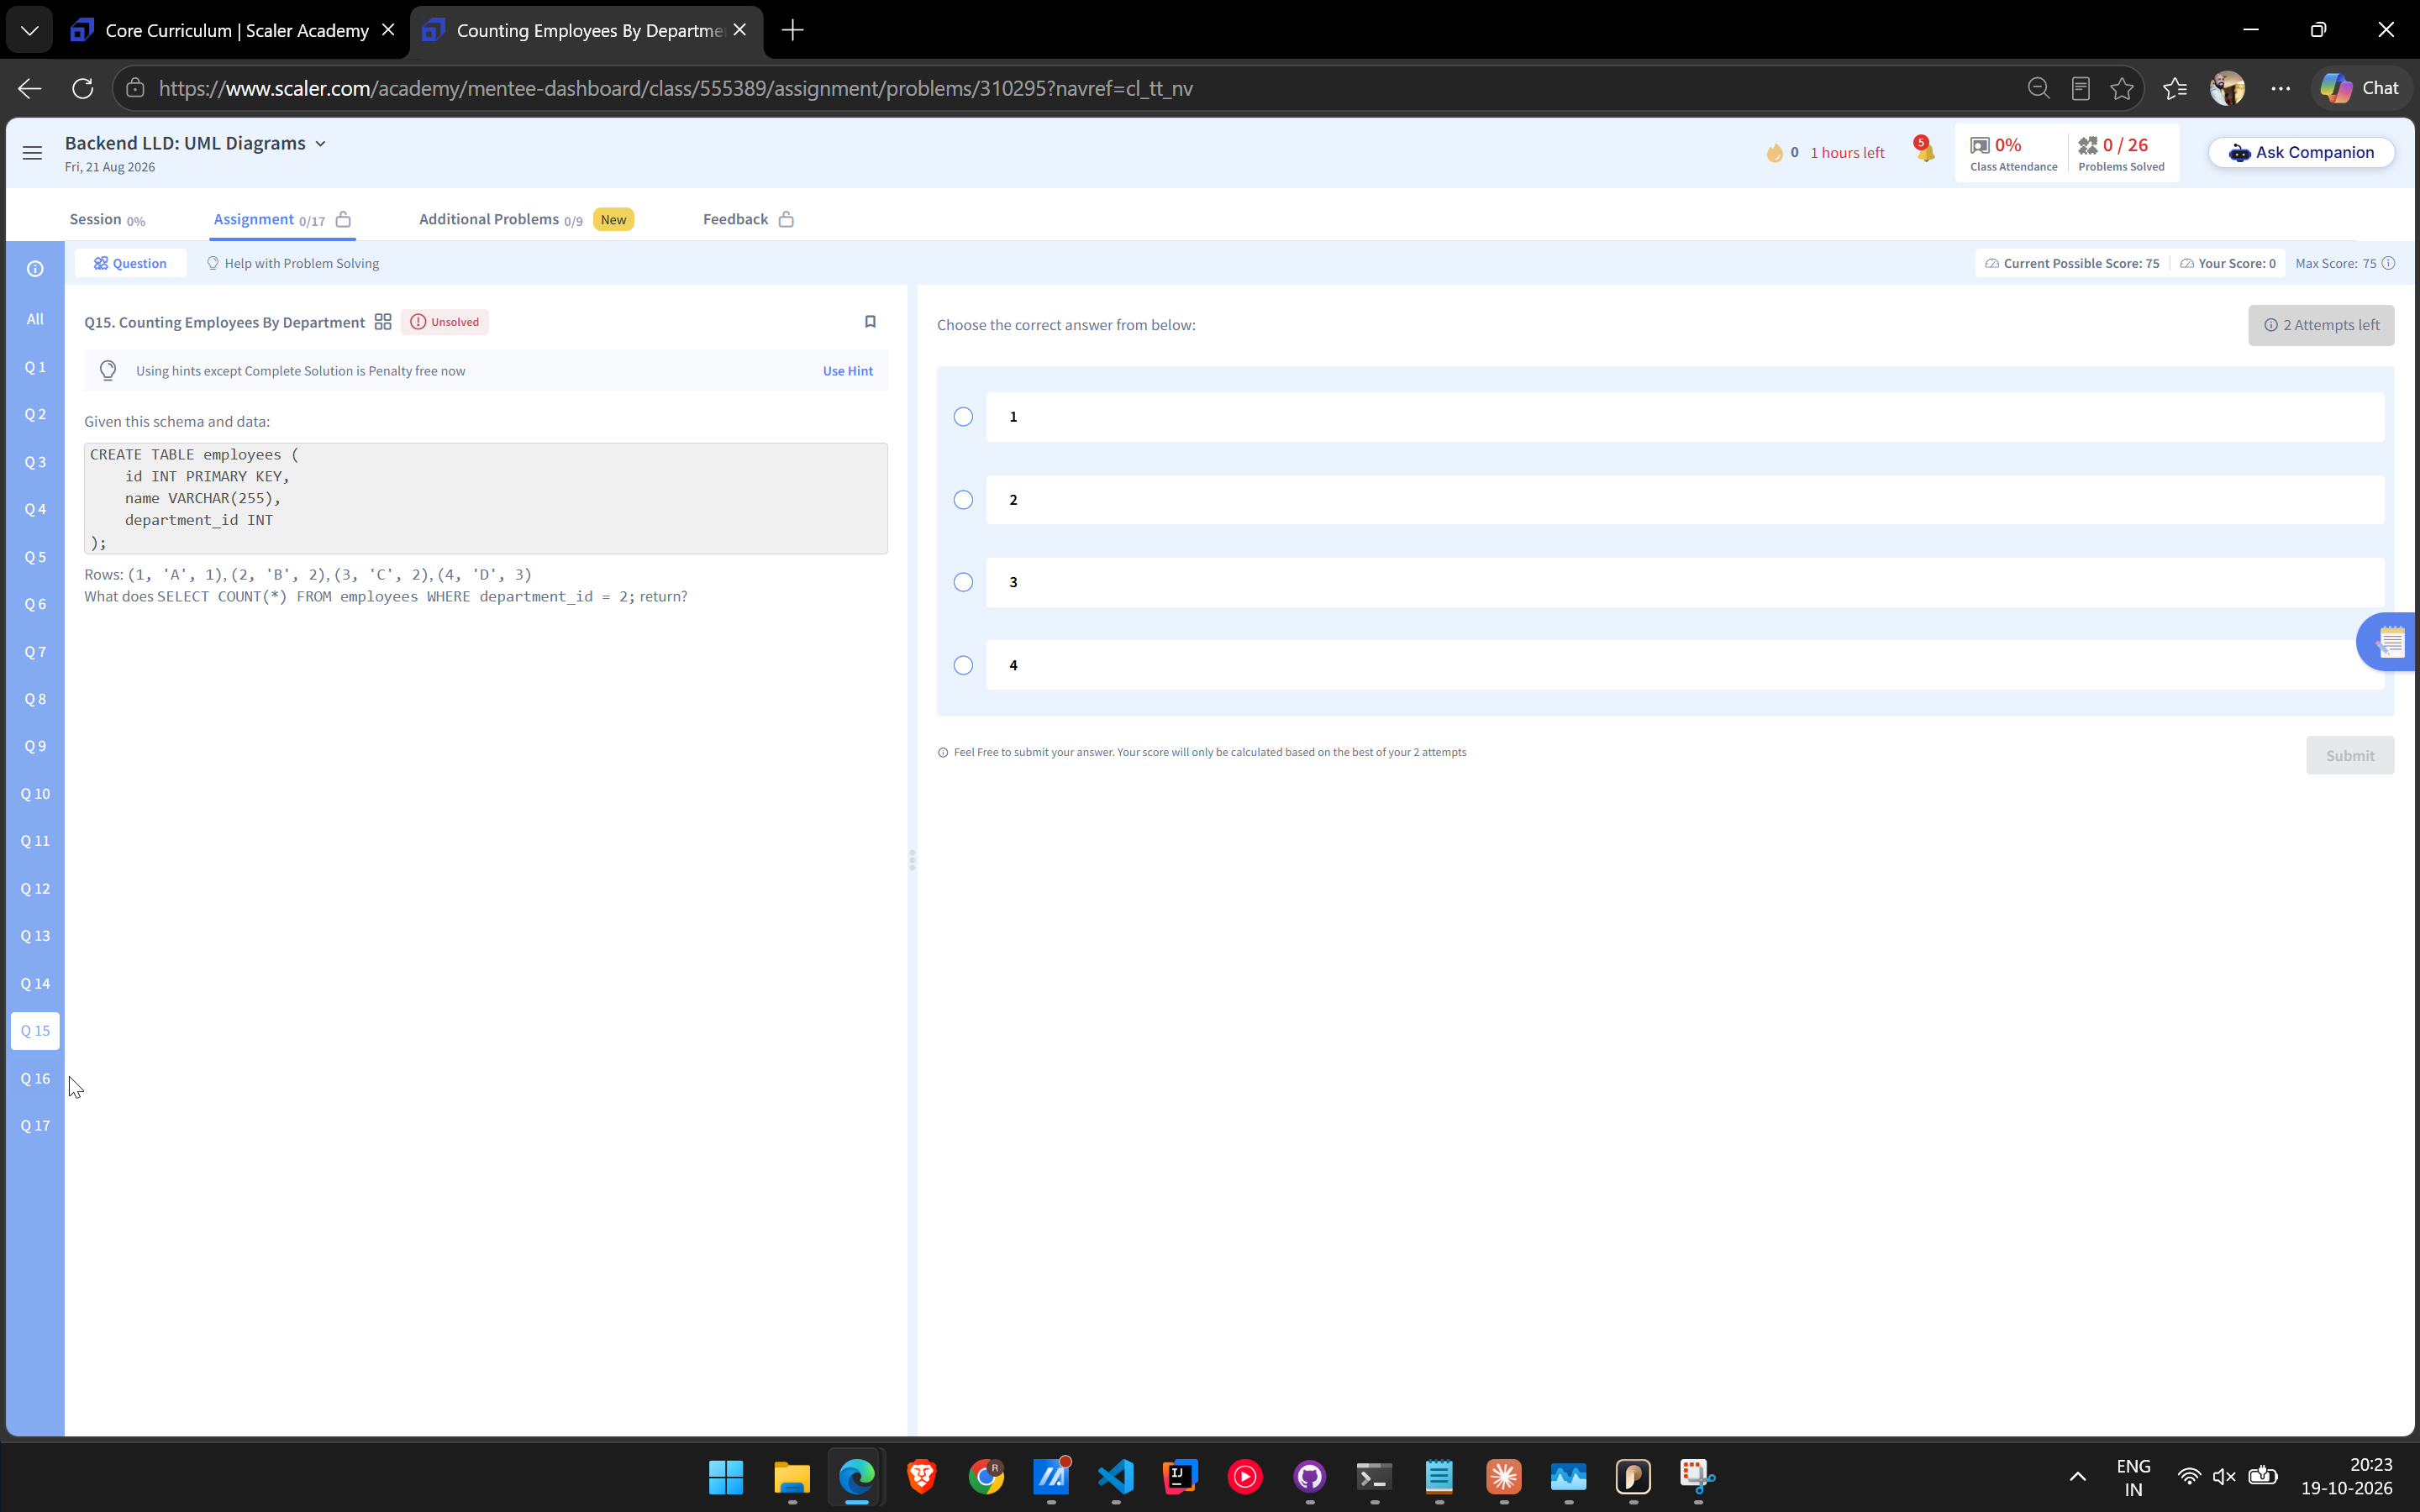 Core Curriculum | Scaler Academy
Counting Employees By Departme
https://www.scaler.com/academy/mentee-dashboard/class/555389/assignment/problems/310295?navref=cl_tt_nv
Chat
Backend LLD: UML Diagrams
Fri, 21 Aug 2026
0 1 hours left
5
0%
Class Attendance
0 / 26
Problems Solved
Ask Companion
Session 0%
Assignment 0/17
Additional Problems 0/9 New
Feedback
Question
Help with Problem Solving
Current Possible Score: 75
Your Score: 0
Max Score: 75
All
Q 1
Q 2
Q 3
Q 4
Q 5
Q 6
Q 7
Q 8
Q 9
Q 10
Q 11
Q 12
Q 13
Q 14
Q 15
Q 16
Q 17
Q15. Counting Employees By Department
Unsolved
Using hints except Complete Solution is Penalty free now
Use Hint
Given this schema and data:
CREATE TABLE employees (
id INT PRIMARY KEY,
name VARCHAR(255),
department_id INT
);
Rows: (1, 'A', 1), (2, 'B', 2), (3, 'C', 2), (4, 'D', 3)
What does SELECT COUNT(*) FROM employees WHERE department_id = 2; return?
Choose the correct answer from below:
2 Attempts left
1
2
3
4
Feel Free to submit your answer. Your score will only be calculated based on the best of your 2 attempts
Submit
R
IJ
ENG
IN
20:23
19-10-2026